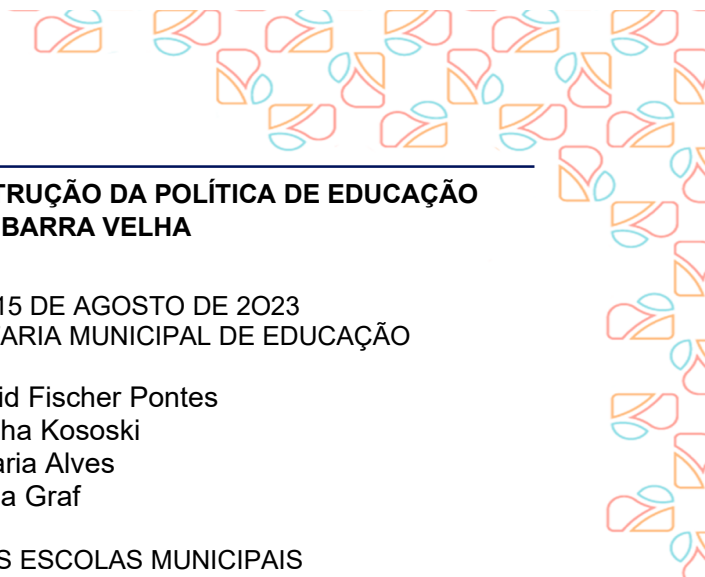 TRUÇÃO DA POLÍTICA DE EDUCAÇÃO
BARRA VELHA
15 DE AGOSTO DE 2O23
ARIA MUNICIPAL DE EDUCAÇÃO
id Fischer Pontes
ha Kososki
aria Alves
a Graf
S ESCOLAS MUNICIPAIS